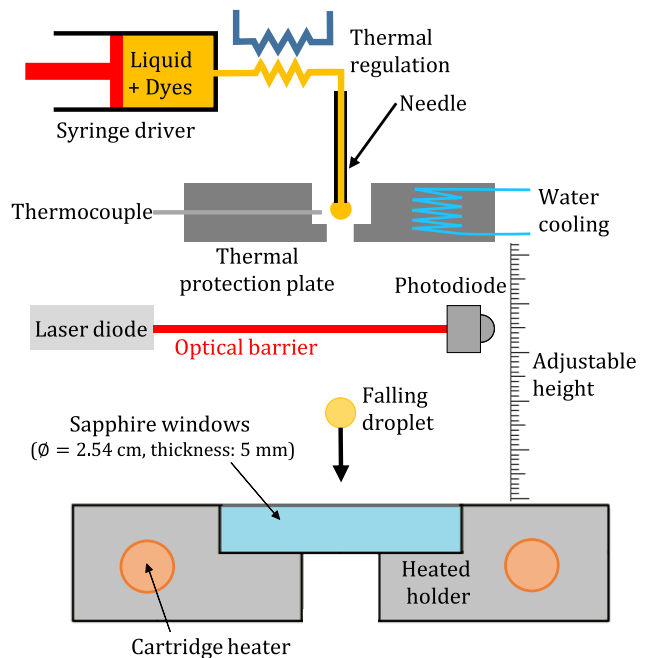 Liquid
+ Dyes
Syringe driver
Thermal
regulation
Needle
Thermocouple
Water
cooling
Thermal
protection plate
Photodiode
Laser diode
Optical barrier
Adjustable
height
Falling
droplet
Sapphire windows
(∅ = 2.54 cm, thickness: 5 mm)
Heated
holder
Cartridge heater